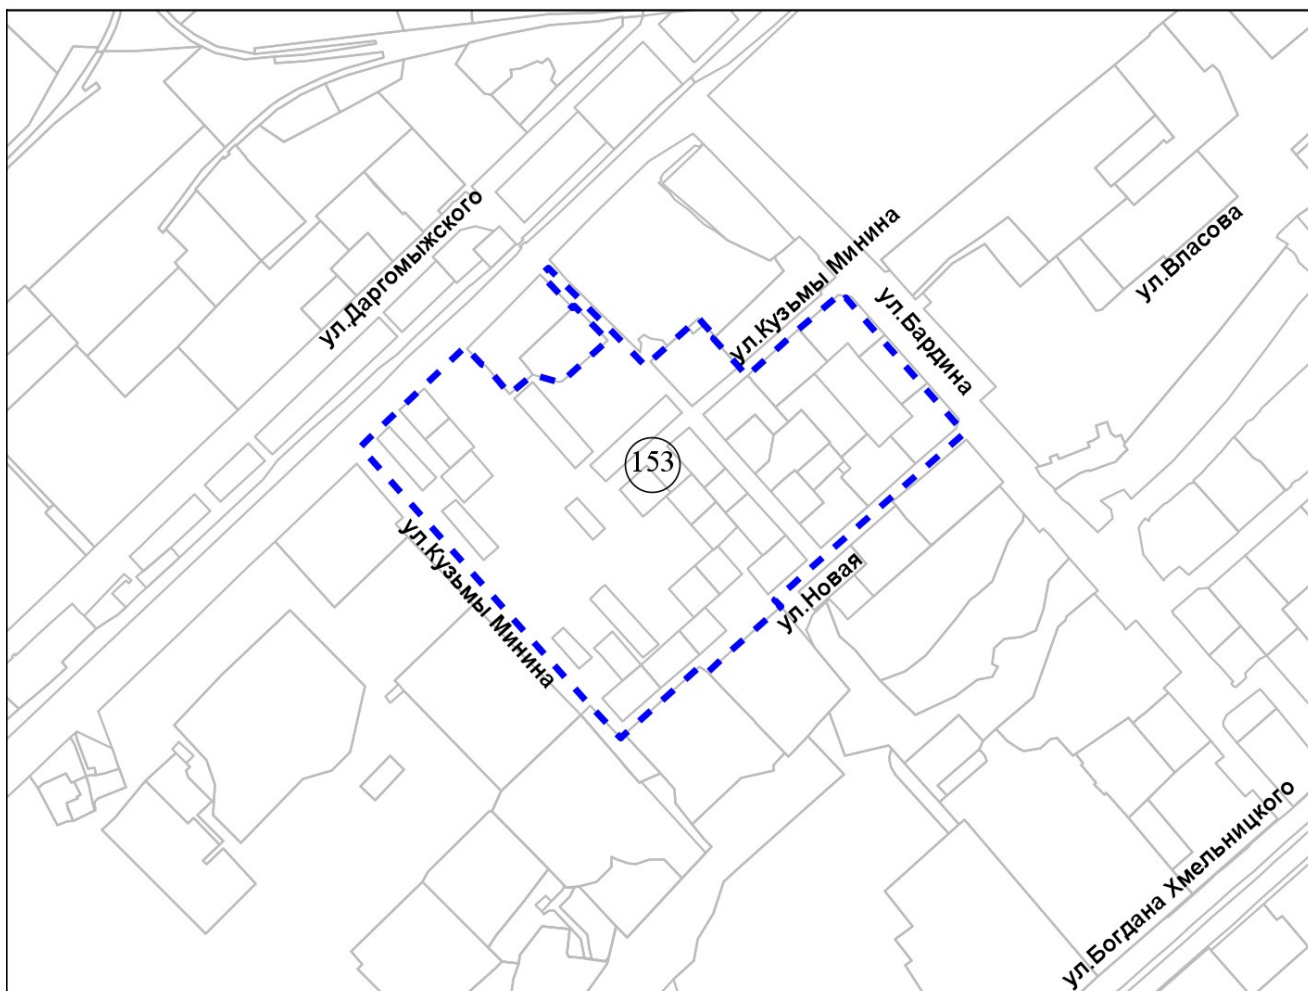 ул.Даргомыжского
ул.Кузьмы Минина
ул.Власова
ул.Бардина
153
ул.Кузьмы Минина
ул.Новая
ул.Богдана Хмельницкого